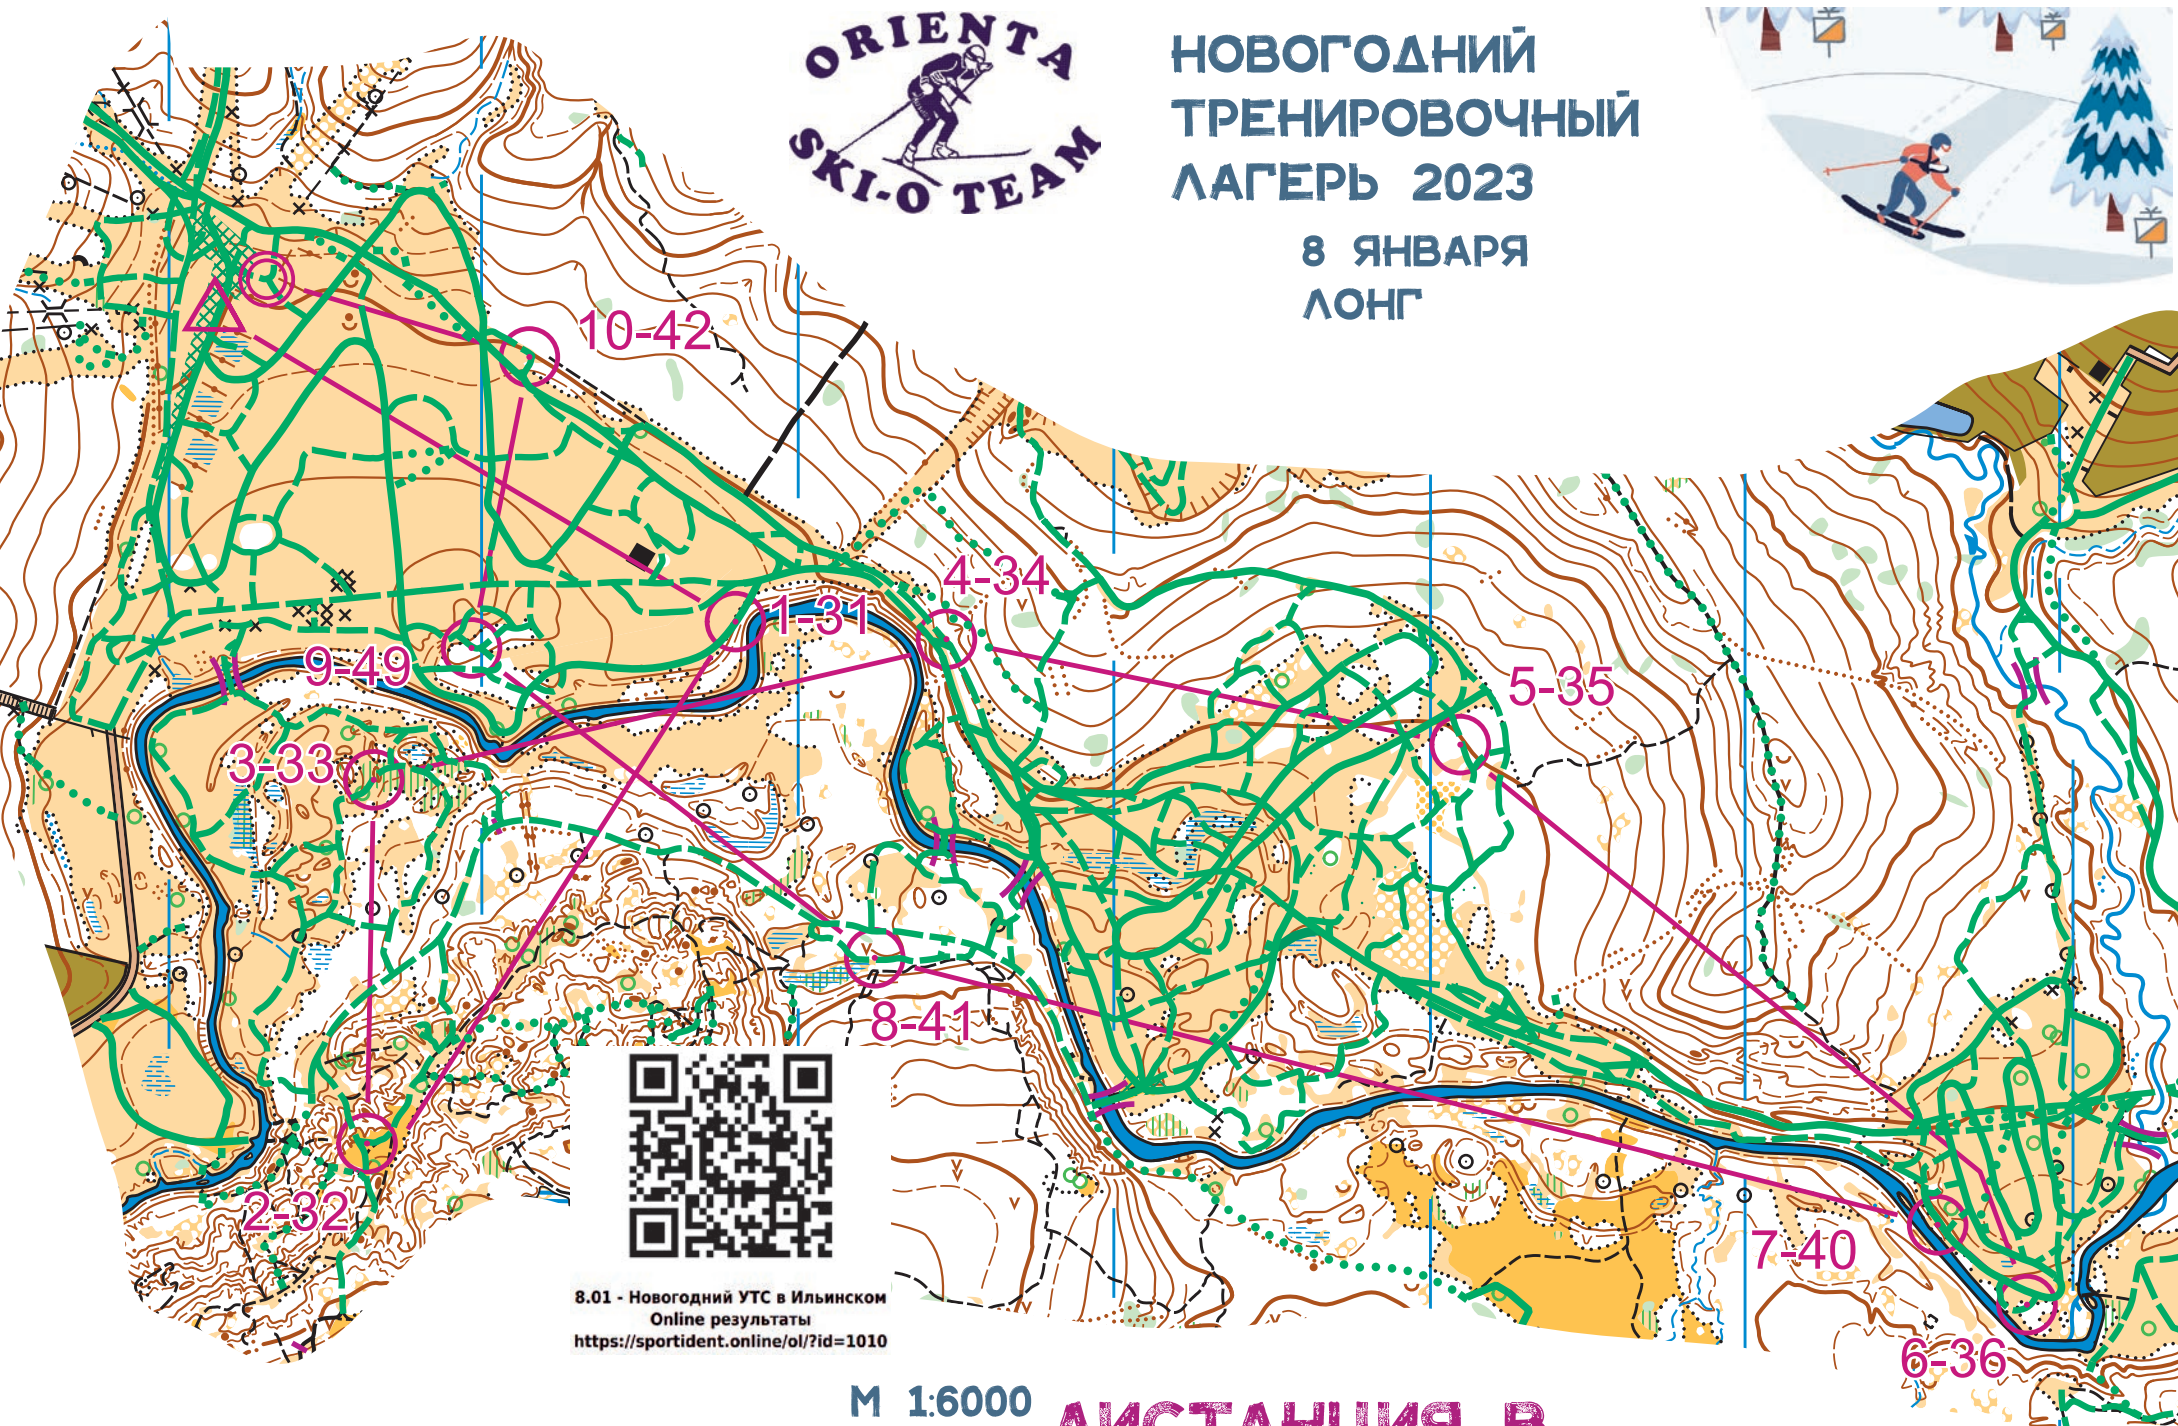 ORIENTA
SKI-O TEAM
НОВОГОДНИЙ
ТРЕНИРОВОЧНЫЙ
ЛАГЕРЬ 2023
8 ЯНВАРЯ
ЛОНГ
10-42
4-34
1-31
9-49
5-35
3-33
8-41
2-32
7-40
6-36
8.01 - Новогодний УТС в Ильинском
Online результаты
https://sportident.online/ol/?id=1010
М 1:6000
ДИСТАНЦИЯ В